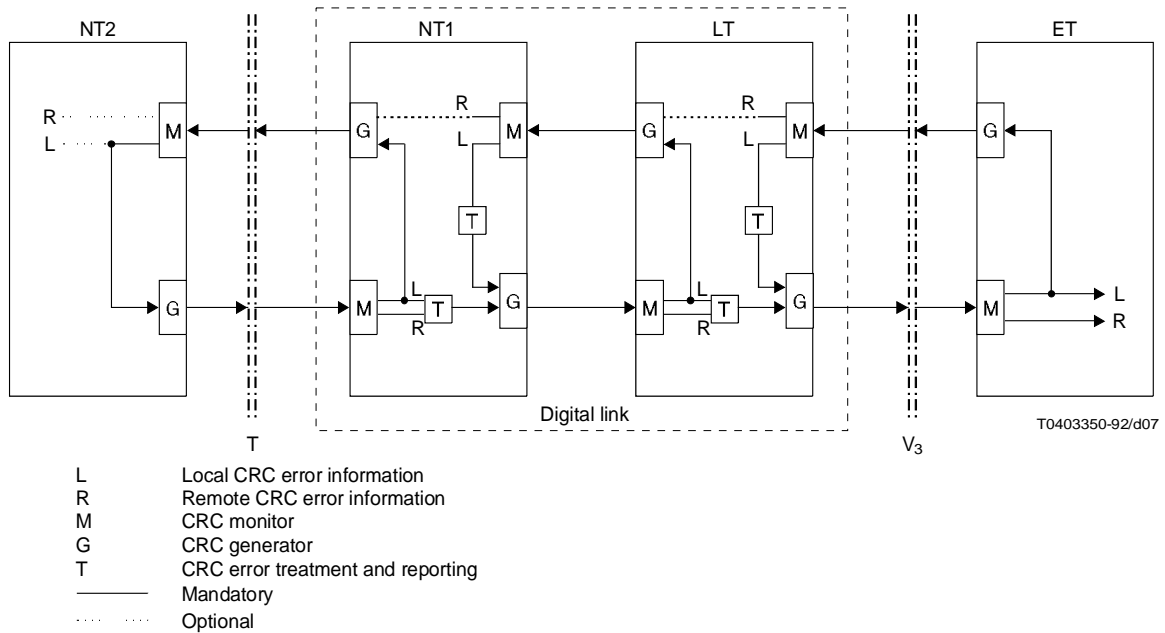 NT2 NT1 LT ET
R R R
L M G L M G L M G
T T
G M L T G M L T G M L
R R R
Digital link
T0403350-92/d07
T V3
L Local CRC error information
R Remote CRC error information
M CRC monitor
G CRC generator
T CRC error treatment and reporting
Mandatory
Optional